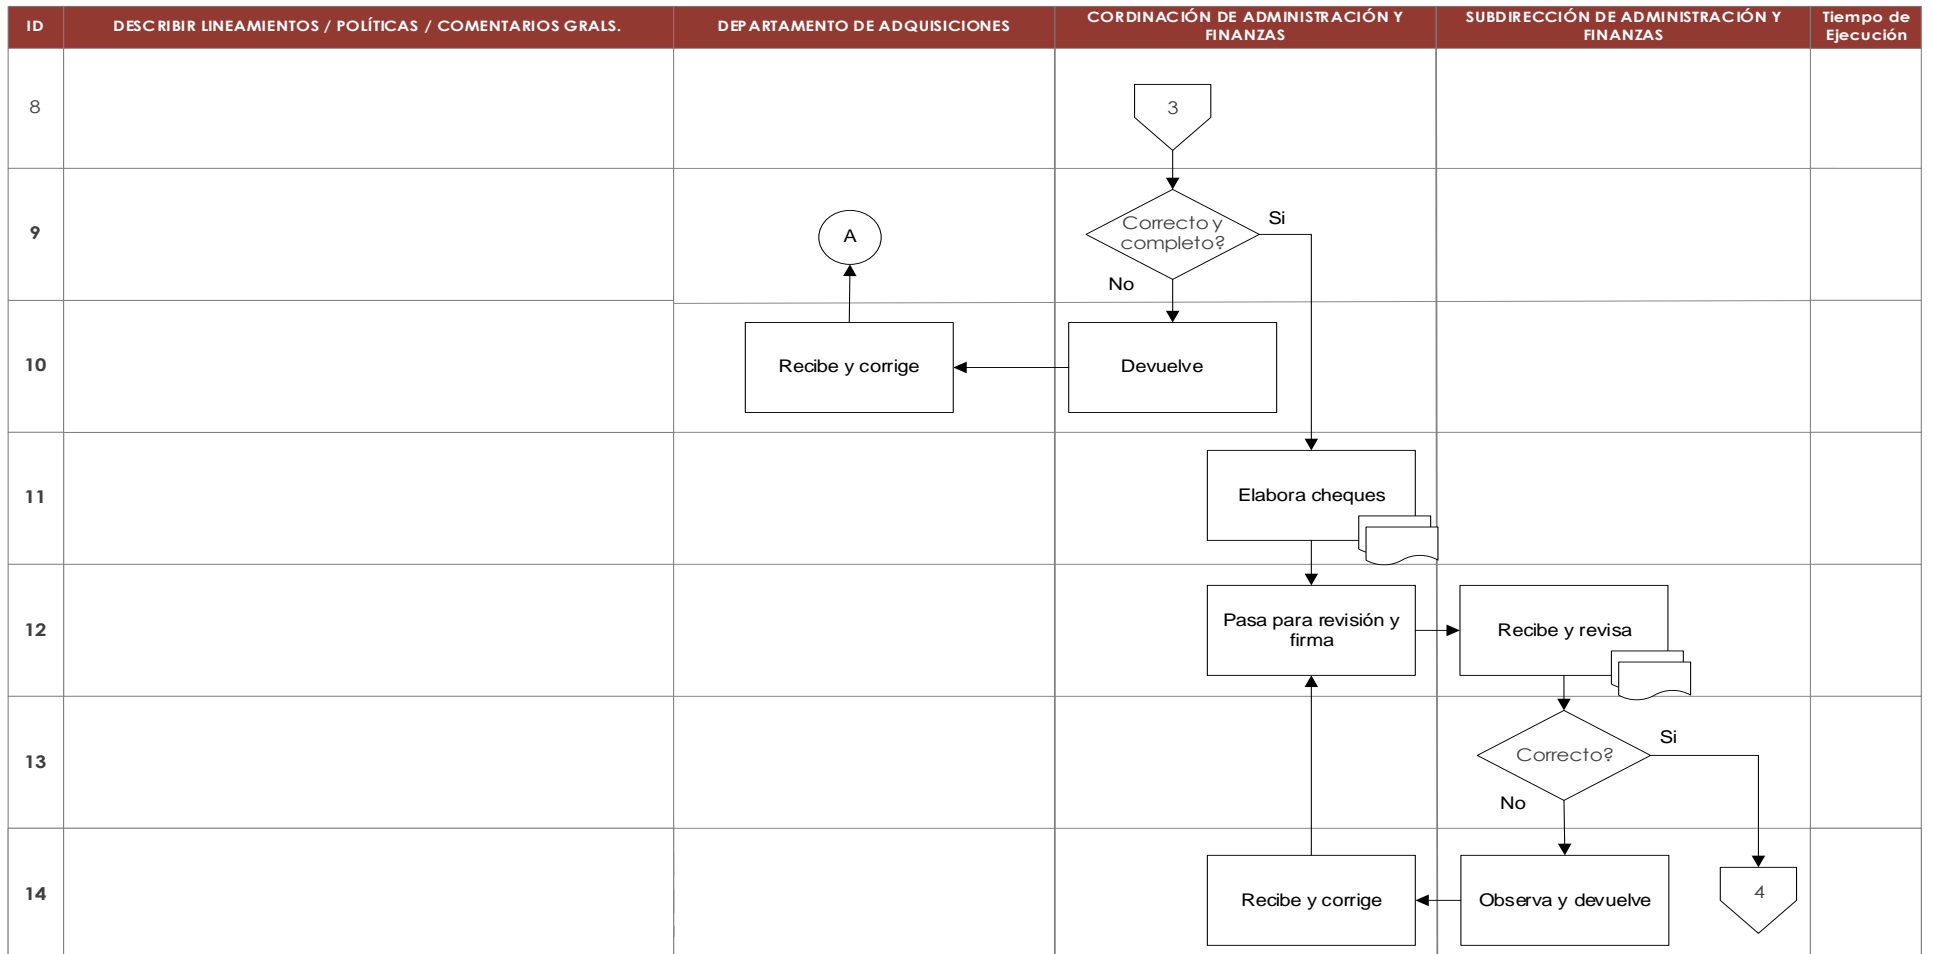 ID
DESCRIBIR LINEAMIENTOS / POLÍTICAS / COMENTARIOS GRALS.
DEPARTAMENTO DE ADQUISICIONES
CORDINACIÓN DE ADMINISTRACIÓN Y
FINANZAS
SUBDIRECCIÓN DE ADMINISTRACIÓN Y
FINANZAS
Tiempo de
Ejecución
8
3
9
A
Correcto y
completo?
Si
No
10
Recibe y corrige
Devuelve
11
Elabora cheques
12
Pasa para revisión y
firma
Recibe y revisa
13
Correcto?
Si
No
14
Recibe y corrige
Observa y devuelve
4